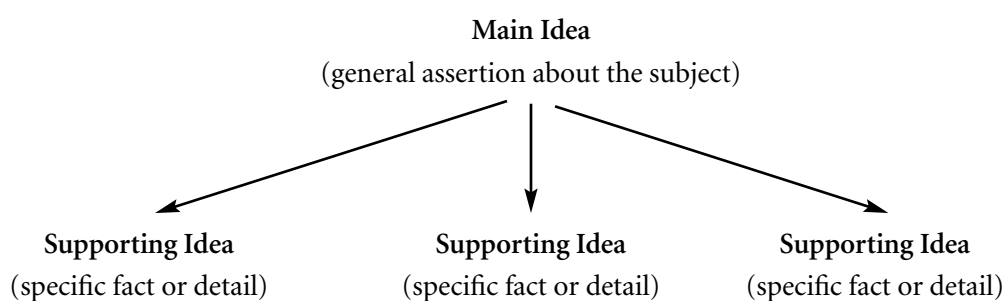 Main Idea
(general assertion about the subject)
Supporting Idea
(specific fact or detail)
Supporting Idea
(specific fact or detail)
Supporting Idea
(specific fact or detail)